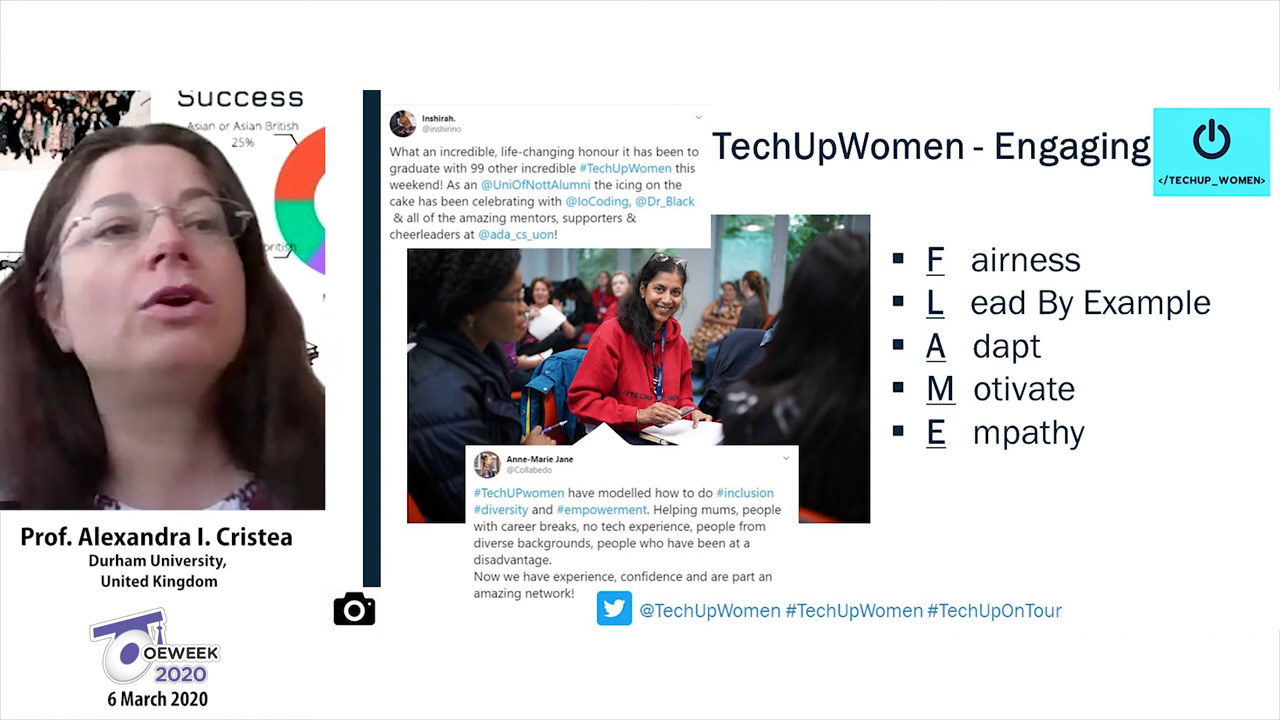 Success
Asian or Asian British
25%
Prof. Alexandra I. Cristea
Durham University,
United Kingdom
OEWEEK
2020
6 March 2020
Inshirah.
@inshirino
What an incredible, life-changing honour it has been to
graduate with 99 other incredible #TechUpWomen this
weekend! As an @UniOfNottAlumni the icing on the
cake has been celebrating with @IoCoding, @Dr_Black
& all of the amazing mentors, supporters &
cheerleaders at @ada_cs_uon!
Anne-Marie Jane
@Collabedo
#TechUPwomen have modelled how to do #inclusion
#diversity and #empowerment. Helping mums, people
with career breaks, no tech experience, people from
diverse backgrounds, people who have been at a
disadvantage.
Now we have experience, confidence and are part an
amazing network!
TechUpWomen - Engaging
</TECHUP_WOMEN>
▪ F airness
▪ L ead By Example
▪ A dapt
▪ M otivate
▪ E mpathy
@TechUpWomen #TechUpWomen #TechUpOnTour